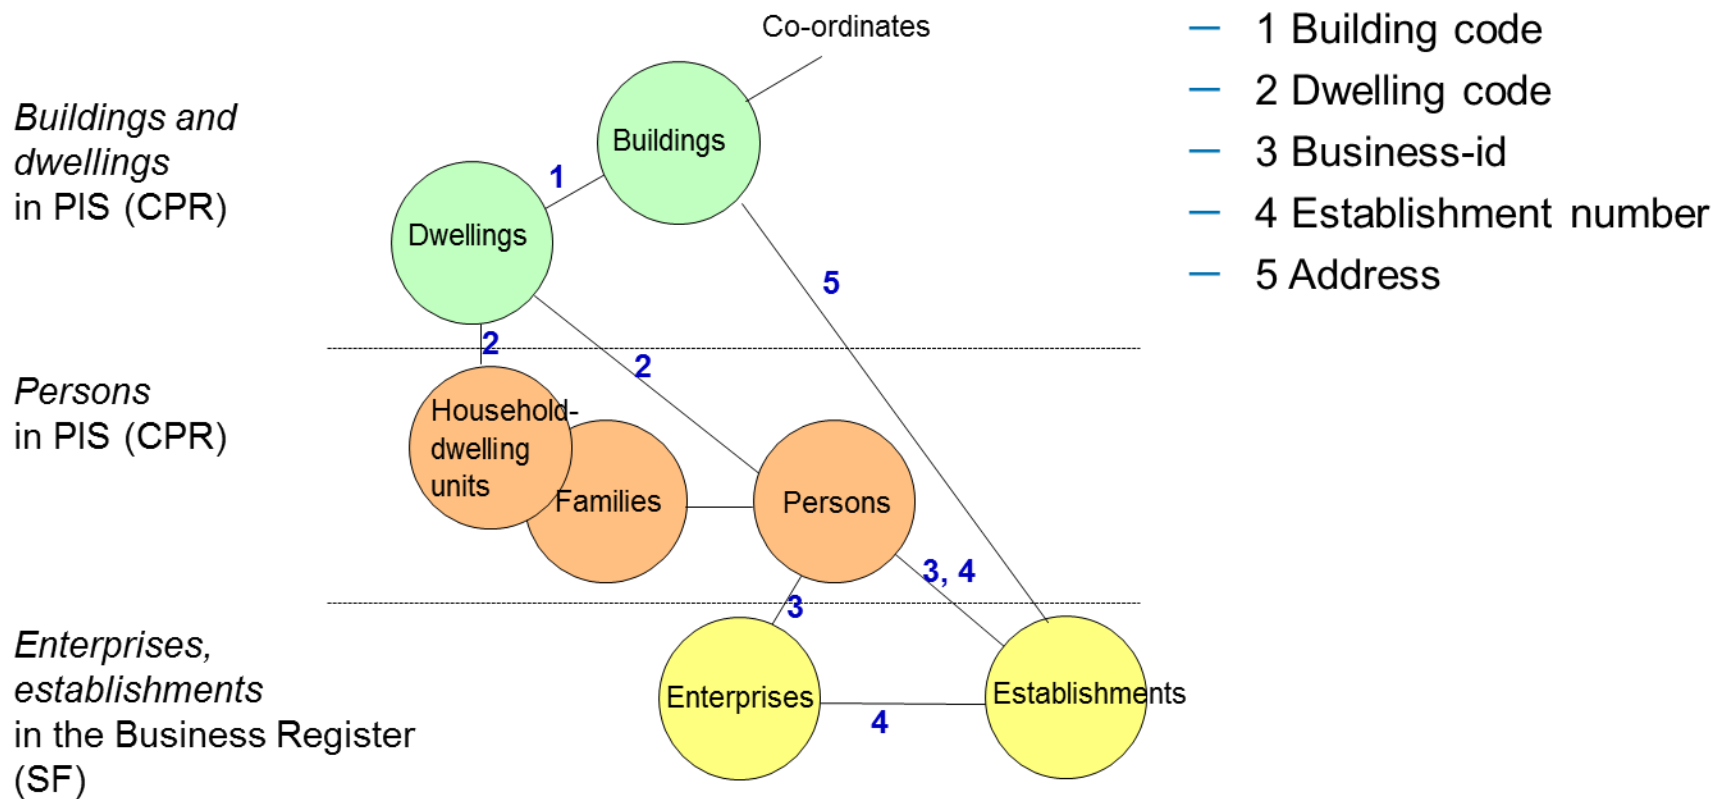 Co-ordinates
Buildings and
dwellings
in PIS (CPR)
Buildings
1
Dwellings
5
2
2
Persons
in PIS (CPR)
Household-
dwelling
units
Families
Persons
3, 4
3
Enterprises,
establishments
in the Business Register
(SF)
Enterprises
4
Establishments
— 1 Building code
— 2 Dwelling code
— 3 Business-id
— 4 Establishment number
— 5 Address